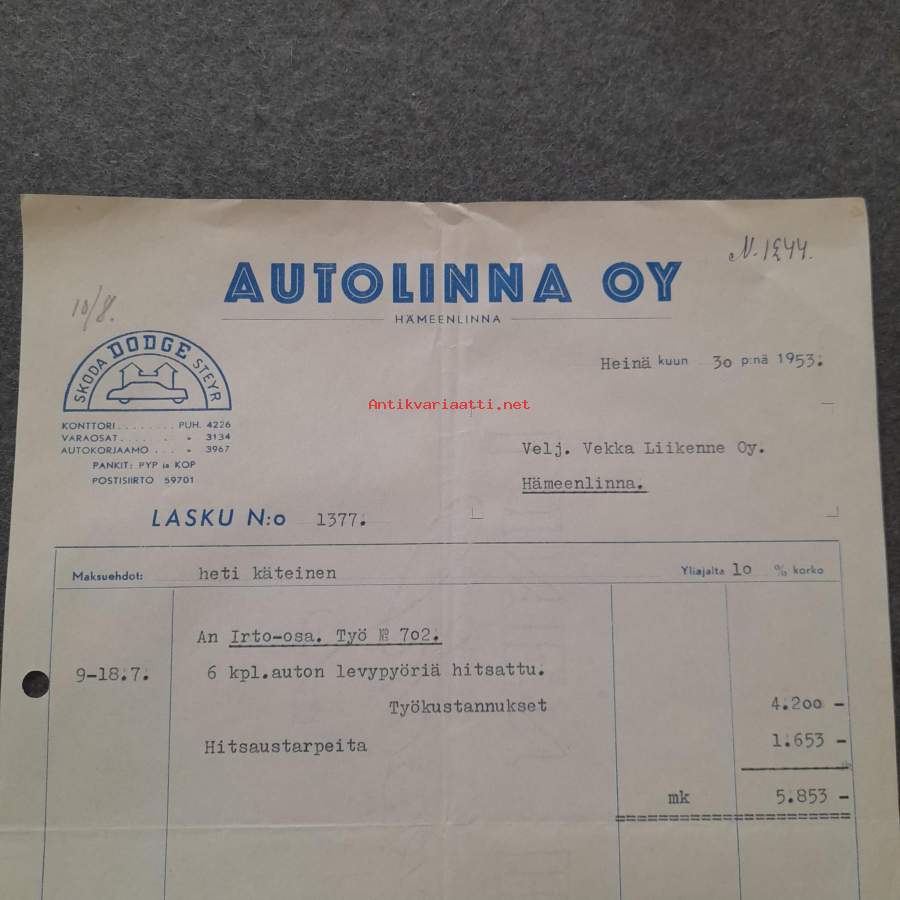 N. 1244.
AUTOLINNA OY
HÄMEENLINNA
10/8.
SKODA DODGE STEYR
Heinä kuun 30 p:nä 1953.
Antikvariaatti.net
KONTTORI ........ PUH. 4226
VARAOSAT ....... " 3134
AUTOKORJAAMO ... " 3967
PANKIT: PYP ja KOP
POSTISIIRTO 59701
Velj. Vekka Liikenne Oy.
Hämeenlinna.
LASKU N:o 1377.
Maksuehdot: heti käteinen Yliajalta 10 % korko
An Irto-osa. Työ № 702.
9-18.7. 6 kpl.auton levypyöriä hitsattu.
Työkustannukset 4.200 -
Hitsaustarpeita 1.653 -
mk 5.853 -